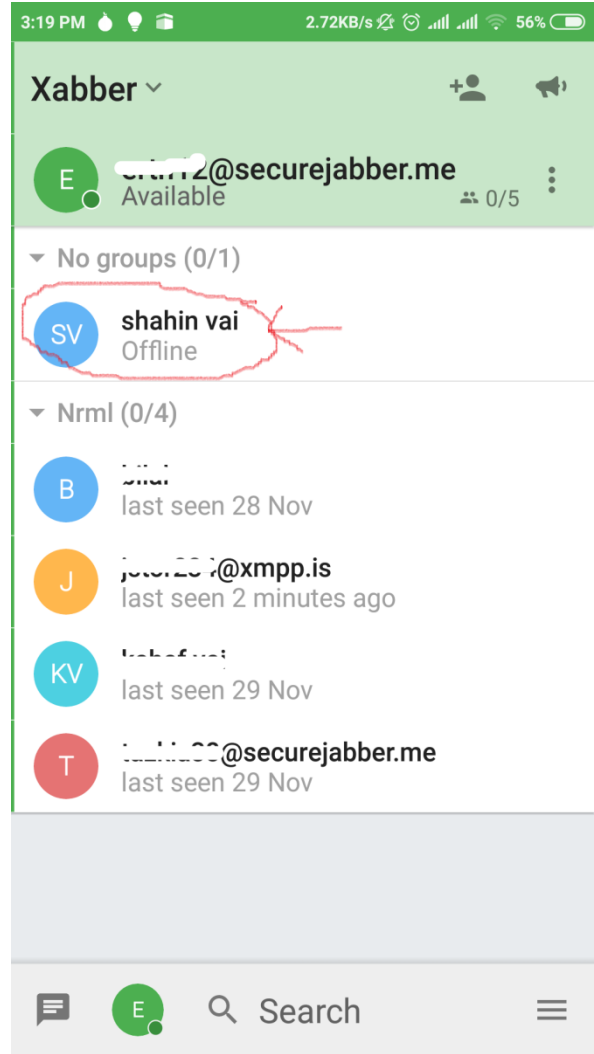 3:19 PM 2.72KB/s 56%
Xabber
E @securejabber.me
Available 0/5
No groups (0/1)
SV shahin vai
Offline
Nrml (0/4)
B
last seen 28 Nov
J @xmpp.is
last seen 2 minutes ago
KV
last seen 29 Nov
T @securejabber.me
last seen 29 Nov
E Search